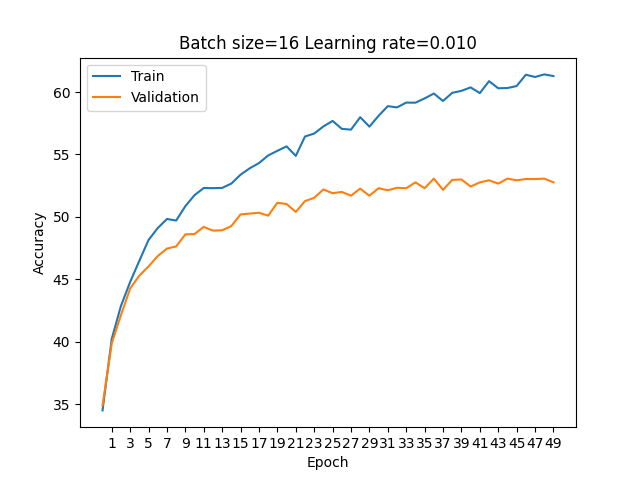 Batch size=16 Learning rate=0.010
Train
Validation
60
55
50
45
40
35
Accuracy
1 3 5 7 9 11 13 15 17 19 21 23 25 27 29 31 33 35 37 39 41 43 45 47 49
Epoch